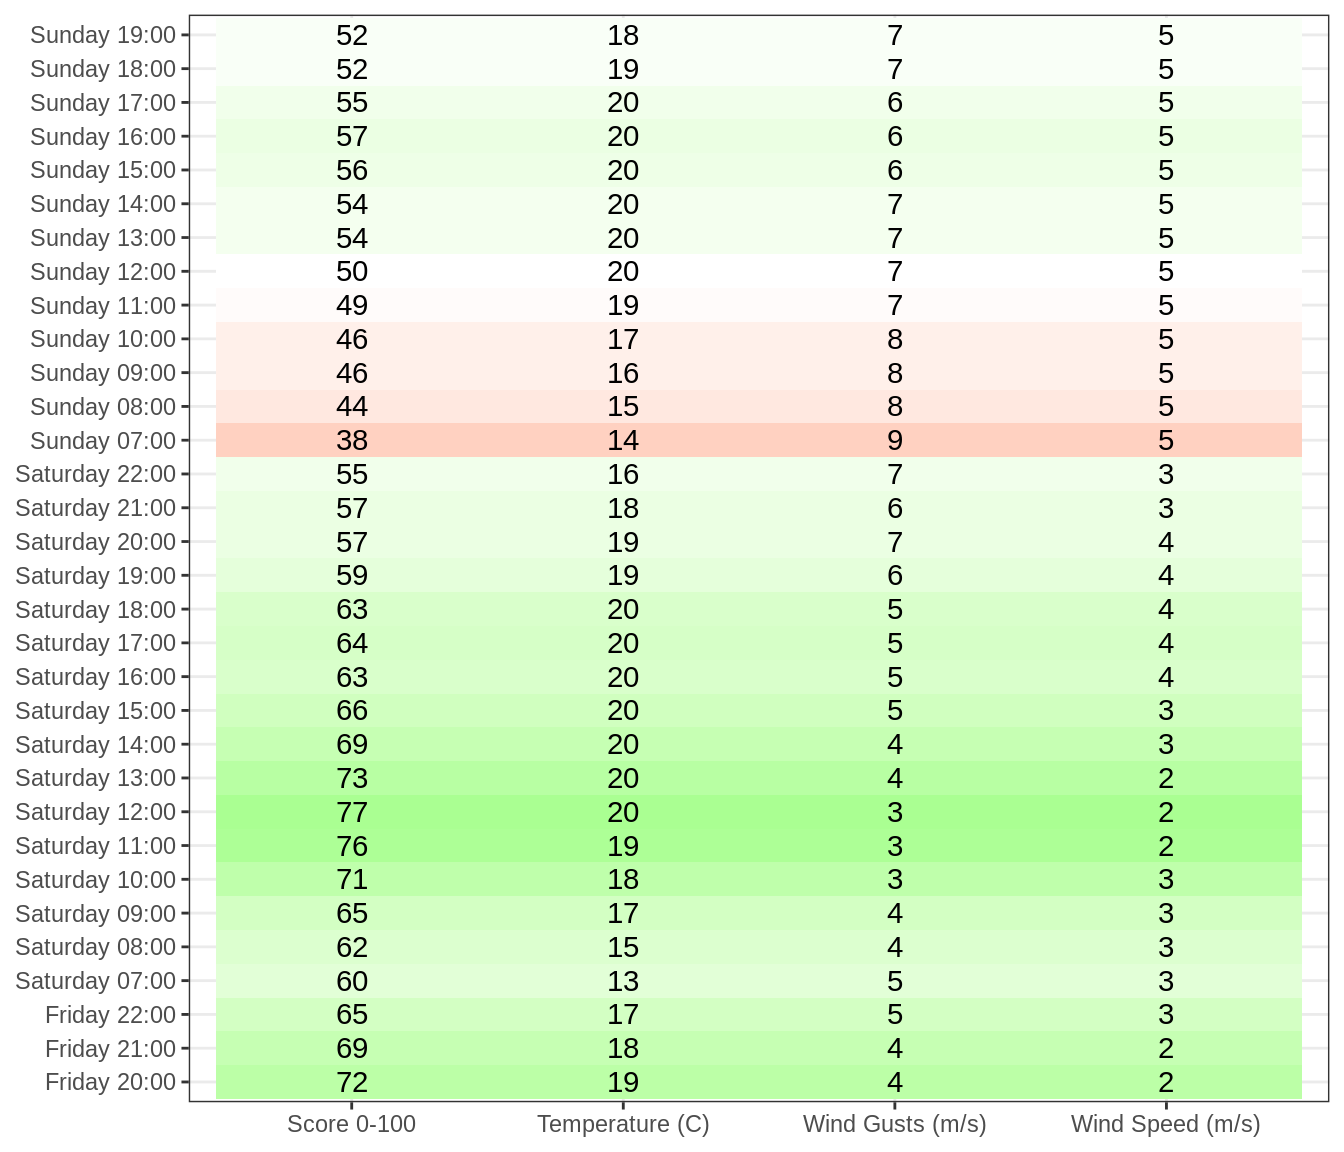 Sunday 19:00 52 18 7 5
Sunday 18:00 52 19 7 5
Sunday 17:00 55 20 6 5
Sunday 16:00 57 20 6 5
Sunday 15:00 56 20 6 5
Sunday 14:00 54 20 7 5
Sunday 13:00 54 20 7 5
Sunday 12:00 50 20 7 5
Sunday 11:00 49 19 7 5
Sunday 10:00 46 17 8 5
Sunday 09:00 46 16 8 5
Sunday 08:00 44 15 8 5
Sunday 07:00 38 14 9 5
Saturday 22:00 55 16 7 3
Saturday 21:00 57 18 6 3
Saturday 20:00 57 19 7 4
Saturday 19:00 59 19 6 4
Saturday 18:00 63 20 5 4
Saturday 17:00 64 20 5 4
Saturday 16:00 63 20 5 4
Saturday 15:00 66 20 5 3
Saturday 14:00 69 20 4 3
Saturday 13:00 73 20 4 2
Saturday 12:00 77 20 3 2
Saturday 11:00 76 19 3 2
Saturday 10:00 71 18 3 3
Saturday 09:00 65 17 4 3
Saturday 08:00 62 15 4 3
Saturday 07:00 60 13 5 3
Friday 22:00 65 17 5 3
Friday 21:00 69 18 4 2
Friday 20:00 72 19 4 2
Score 0-100 Temperature (C) Wind Gusts (m/s) Wind Speed (m/s)